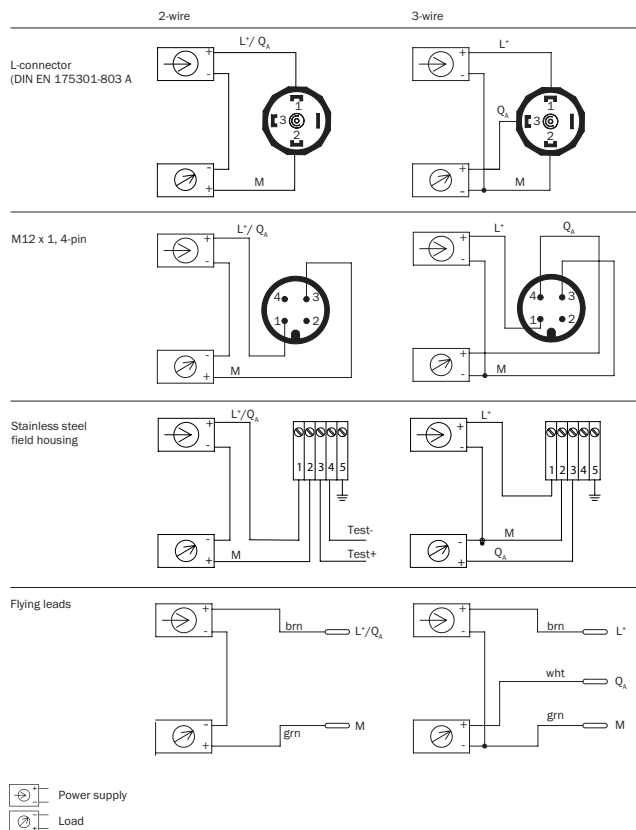 2-wire 3-wire
L-connector
(DIN EN 175301-803 A
+ L⁺/ Q_A
-
1
3
2
-
+ M
+ L⁺
-
1
Q_A 3
2
+
- M
M12 x 1, 4-pin
+ L⁺/ Q_A
-
4 3
1 2
-
+ M
+ L⁺ Q_A
-
4 3
1 2
+
- M
Stainless steel
field housing
+ L⁺/Q_A
-
1 2 3 4 5
Test-
- M Test+
+
+ L⁺
-
1 2 3 4 5
- M
+ Q_A
Flying leads
+ brn L⁺/Q_A
-
-
+ grn M
+ brn L⁺
-
wht Q_A
+ grn M
-
+
- Power supply
+
- Load